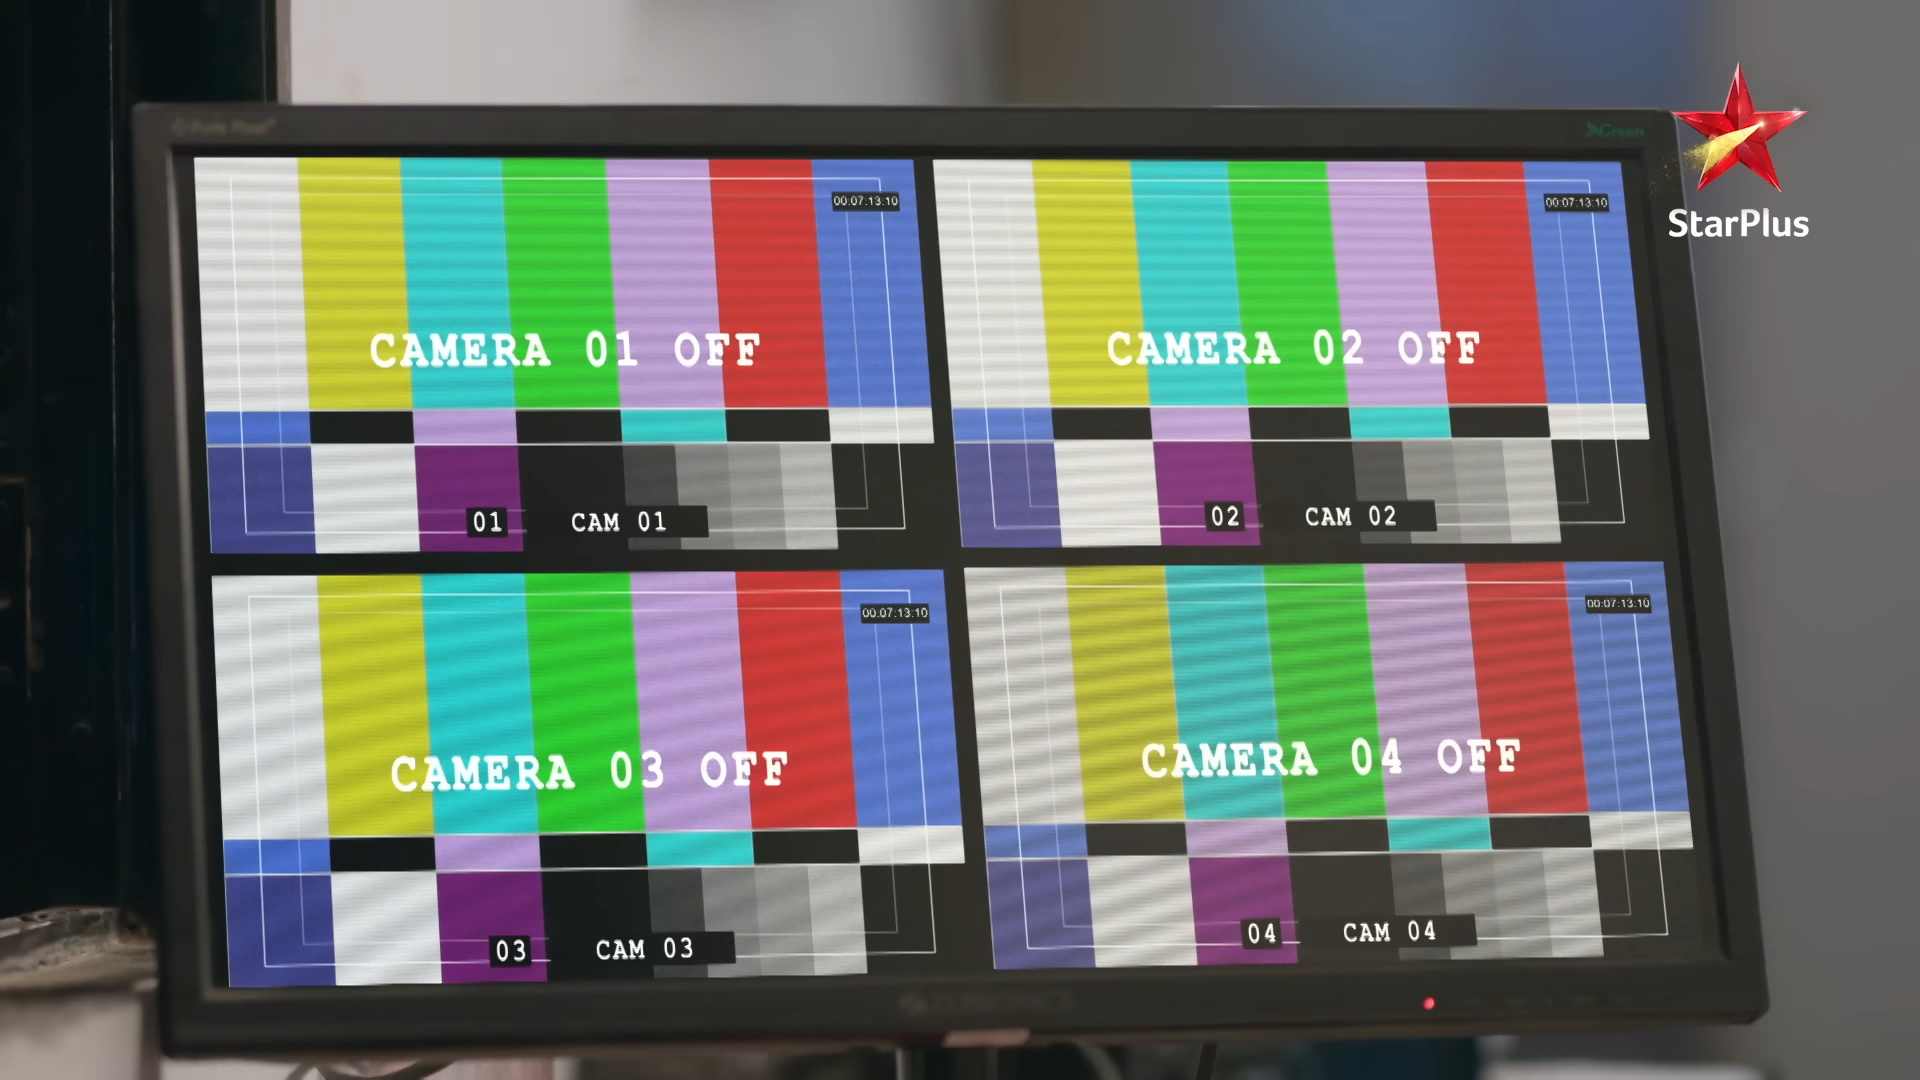 Green
StarPlus
00:07:13:10
CAMERA 01 OFF
01 CAM 01
00:07:13:10
CAMERA 02 OFF
02 CAM 02
00:07:13:10
CAMERA 03 OFF
03 CAM 03
00:07:13:10
CAMERA 04 OFF
04 CAM 04